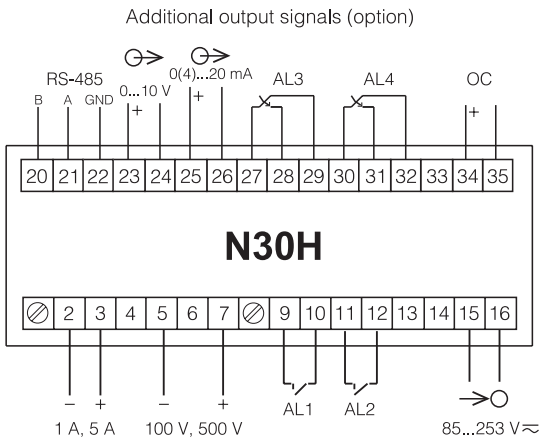 Additional output signals (option)
RS-485 0(4)...20 mA AL3 AL4 OC
B A GND 0...10 V
+ + +
20 21 22 23 24 25 26 27 28 29 30 31 32 33 34 35
N30H
2 3 4 5 6 7 9 10 11 12 13 14 15 16
− + − + AL1 AL2
1 A, 5 A 100 V, 500 V 85...253 V≂